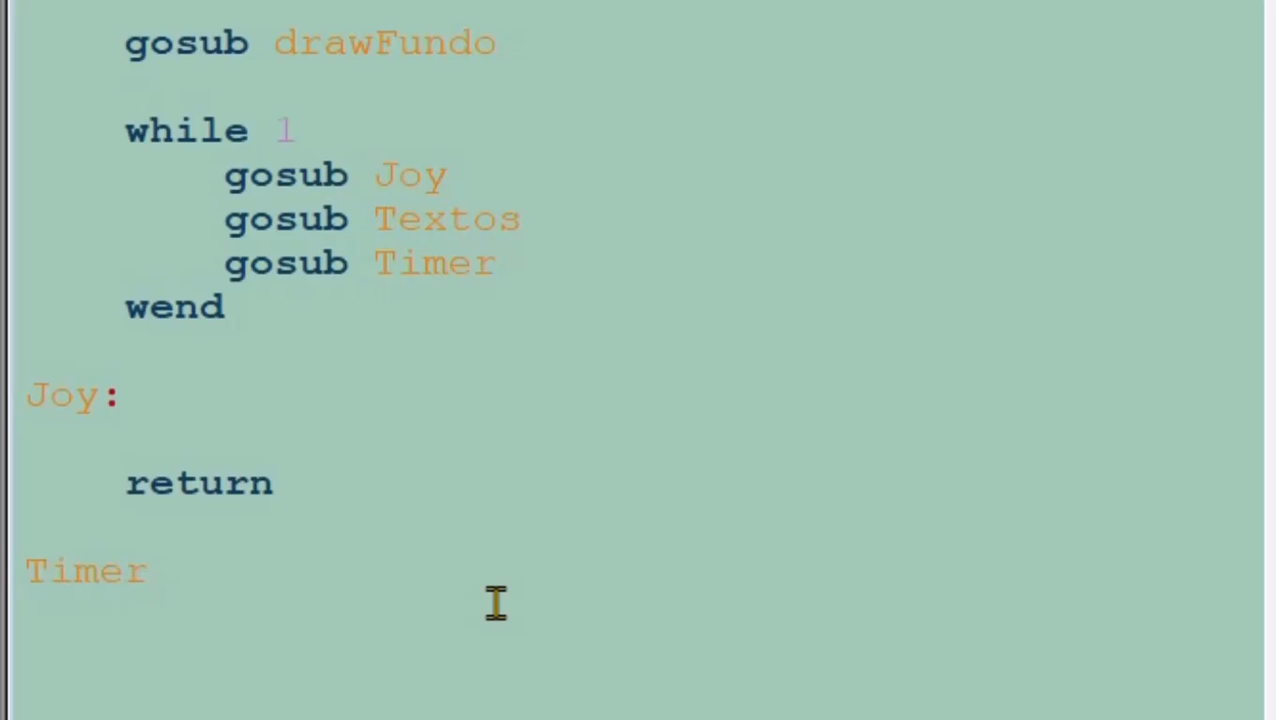 gosub drawFundo
while 1
gosub Joy
gosub Textos
gosub Timer
wend
Joy:
return
Timer